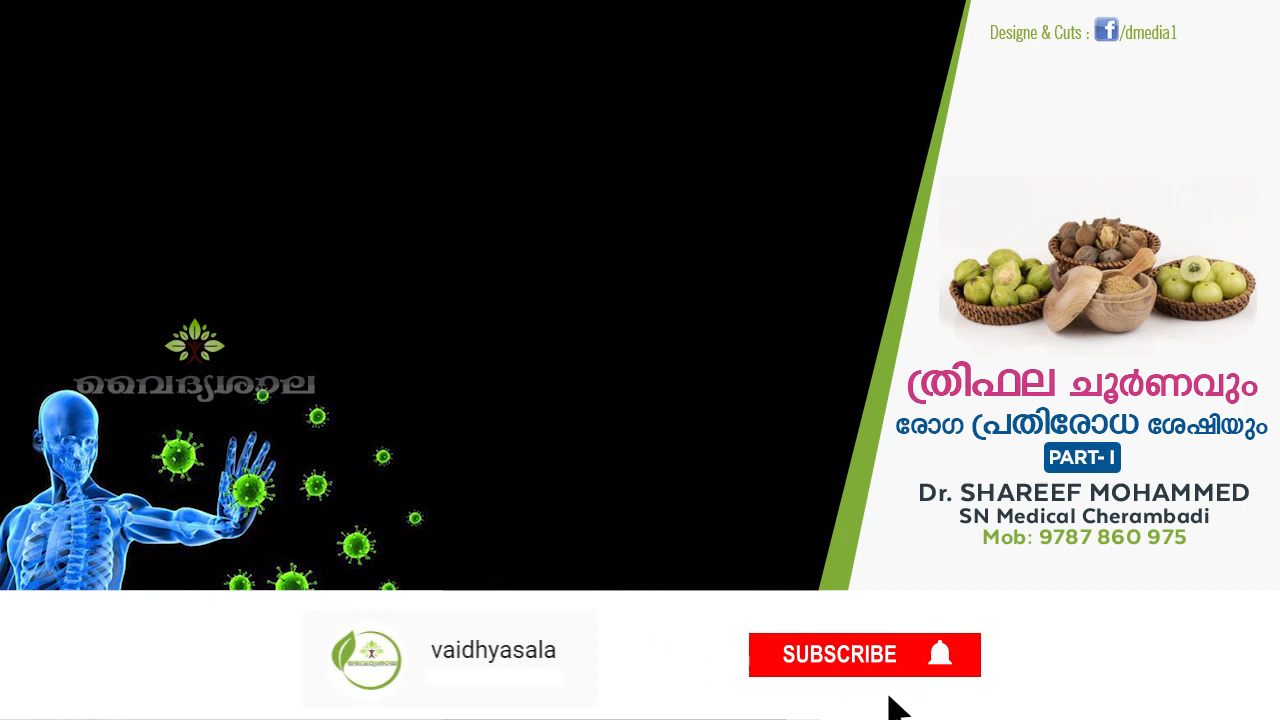 Designe & Cuts : f/dmedia1
വൈദ്യശാല
ത്രിഫല ചൂർണവും
രോഗ പ്രതിരോധ ശേഷിയും
PART- I
Dr. SHAREEF MOHAMMED
SN Medical Cherambadi
Mob: 9787 860 975
വൈദ്യശാല
vaidhyasala
SUBSCRIBE